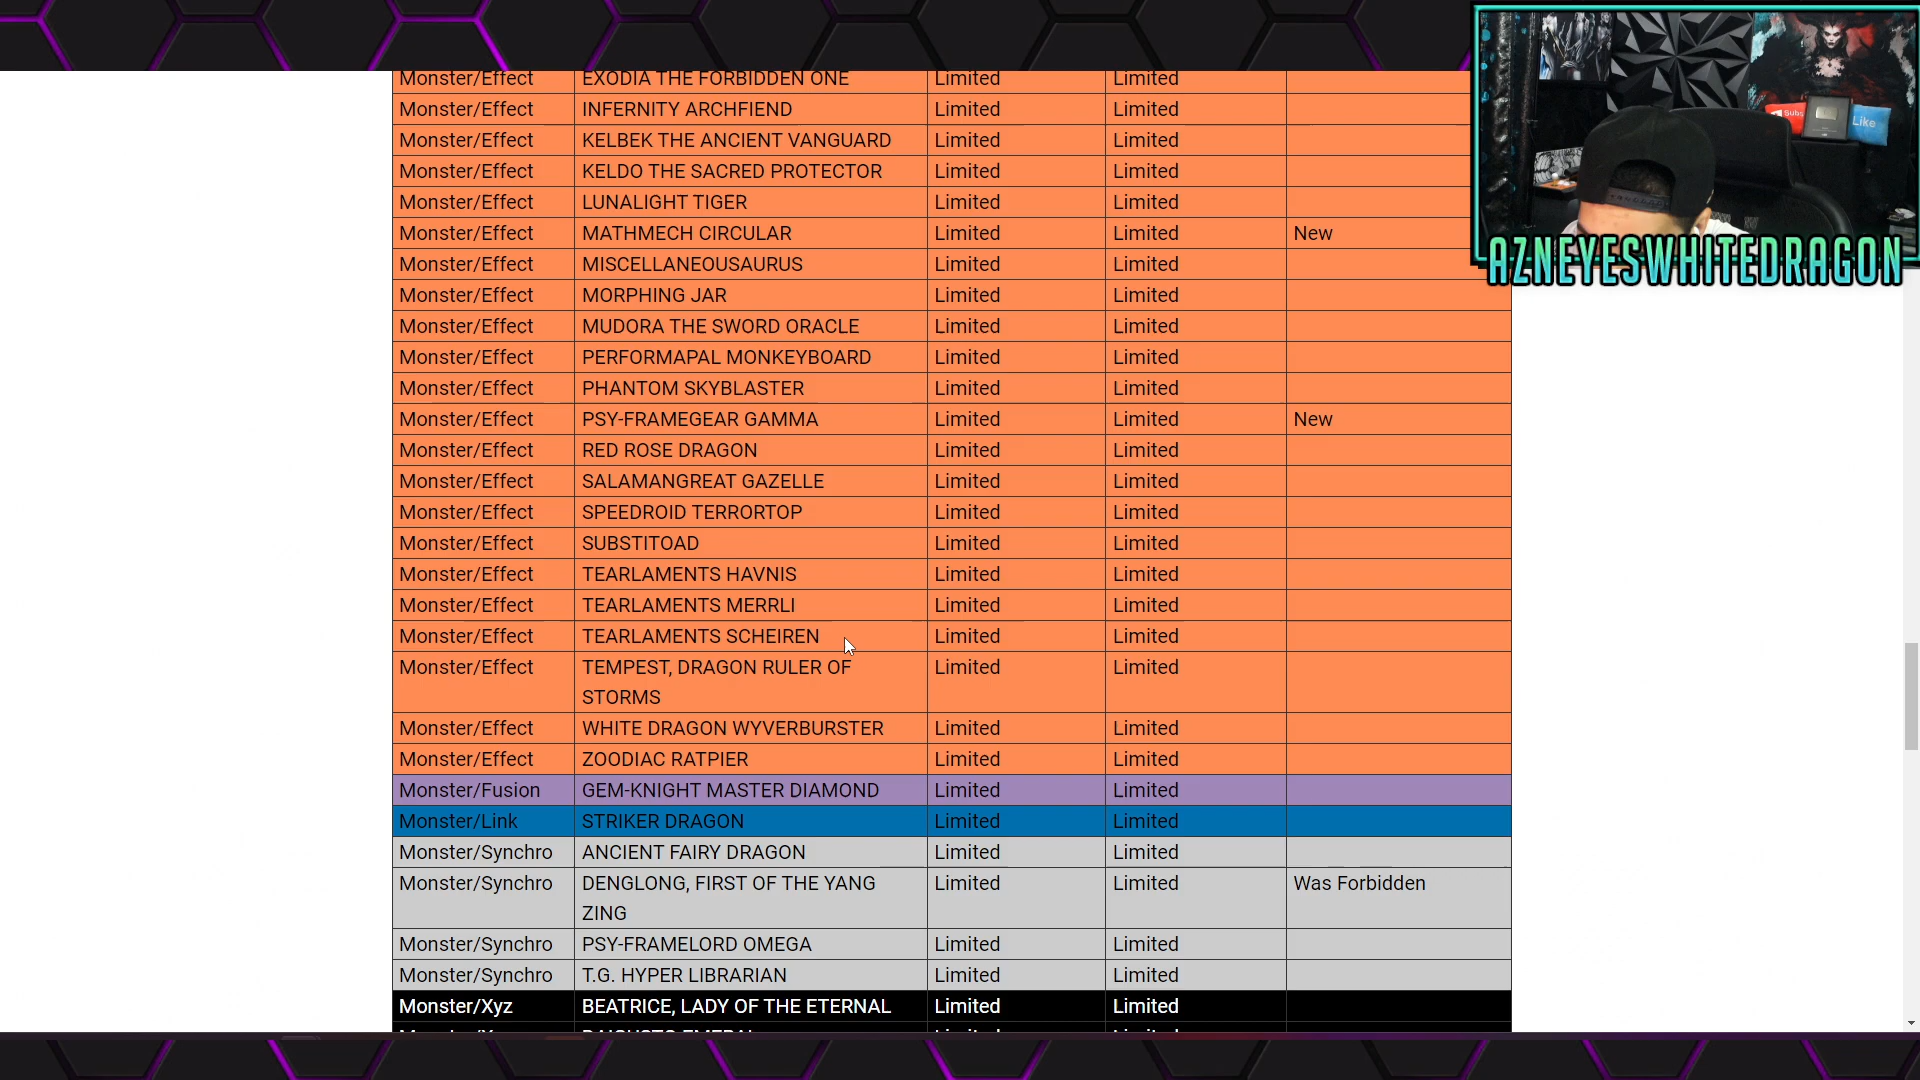 Monster/Effect EXODIA THE FORBIDDEN ONE Limited Limited
Monster/Effect INFERNITY ARCHFIEND Limited Limited
Monster/Effect KELBEK THE ANCIENT VANGUARD Limited Limited
Monster/Effect KELDO THE SACRED PROTECTOR Limited Limited
Monster/Effect LUNALIGHT TIGER Limited Limited
Monster/Effect MATHMECH CIRCULAR Limited Limited New
Monster/Effect MISCELLANEOUSAURUS Limited Limited
Monster/Effect MORPHING JAR Limited Limited
Monster/Effect MUDORA THE SWORD ORACLE Limited Limited
Monster/Effect PERFORMAPAL MONKEYBOARD Limited Limited
Monster/Effect PHANTOM SKYBLASTER Limited Limited
Monster/Effect PSY-FRAMEGEAR GAMMA Limited Limited New
Monster/Effect RED ROSE DRAGON Limited Limited
Monster/Effect SALAMANGREAT GAZELLE Limited Limited
Monster/Effect SPEEDROID TERRORTOP Limited Limited
Monster/Effect SUBSTITOAD Limited Limited
Monster/Effect TEARLAMENTS HAVNIS Limited Limited
Monster/Effect TEARLAMENTS MERRLI Limited Limited
Monster/Effect TEARLAMENTS SCHEIREN Limited Limited
Monster/Effect TEMPEST, DRAGON RULER OF Limited Limited
STORMS
Monster/Effect WHITE DRAGON WYVERBURSTER Limited Limited
Monster/Effect ZOODIAC RATPIER Limited Limited
Monster/Fusion GEM-KNIGHT MASTER DIAMOND Limited Limited
Monster/Link STRIKER DRAGON Limited Limited
Monster/Synchro ANCIENT FAIRY DRAGON Limited Limited
Monster/Synchro DENGLONG, FIRST OF THE YANG Limited Limited Was Forbidden
ZING
Monster/Synchro PSY-FRAMELORD OMEGA Limited Limited
Monster/Synchro T.G. HYPER LIBRARIAN Limited Limited
Monster/Xyz BEATRICE, LADY OF THE ETERNAL Limited Limited
Subs
Like
AZNEYESWHITEDRAGON